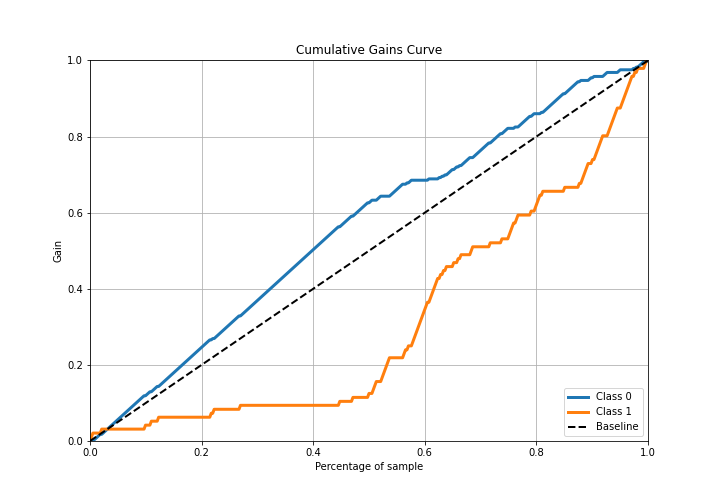 Cumulative Gains Curve
Gain
1.0
0.8
0.6
0.4
0.2
0.0
0.0 0.2 0.4 0.6 0.8 1.0
Percentage of sample
Class 0
Class 1
Baseline